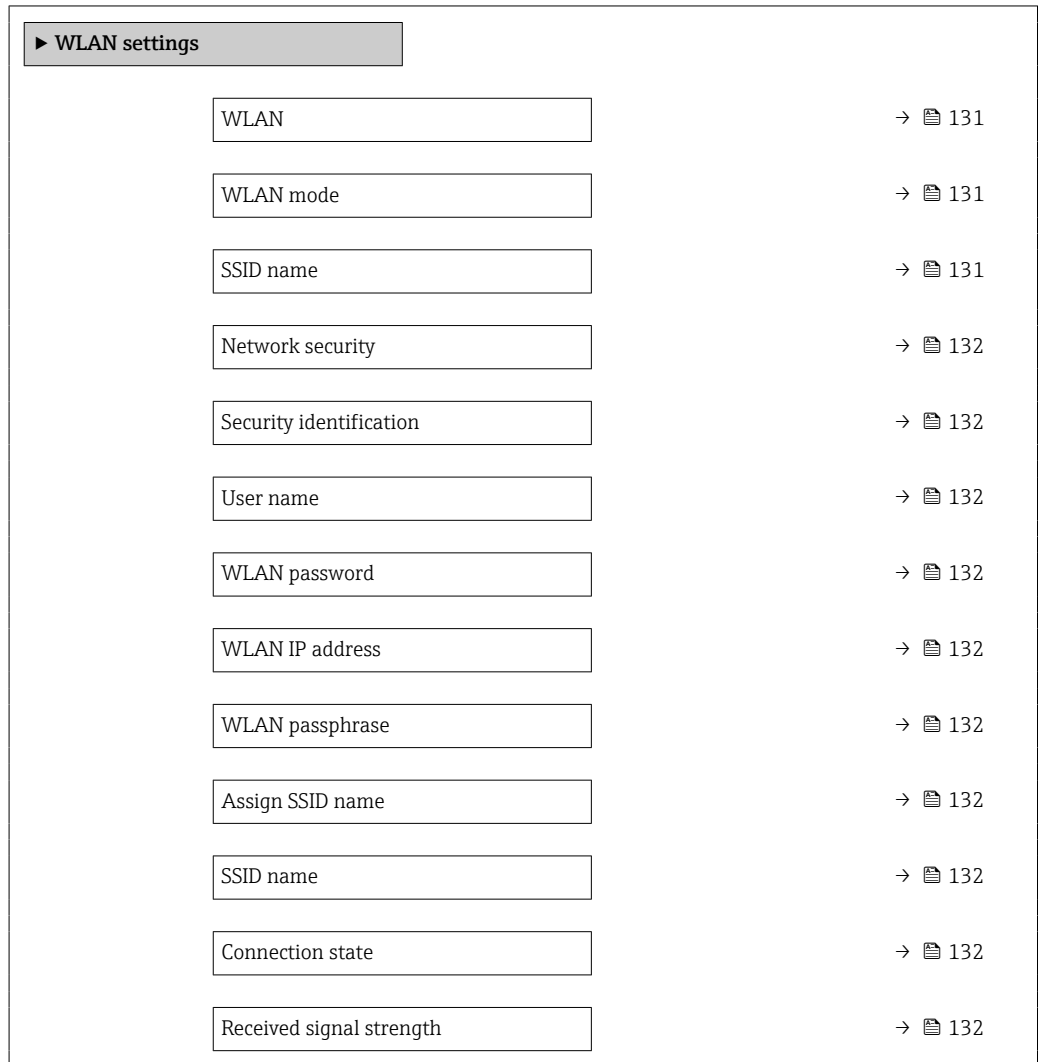 ▶ WLAN settings
WLAN → 131
WLAN mode → 131
SSID name → 131
Network security → 132
Security identification → 132
User name → 132
WLAN password → 132
WLAN IP address → 132
WLAN passphrase → 132
Assign SSID name → 132
SSID name → 132
Connection state → 132
Received signal strength → 132